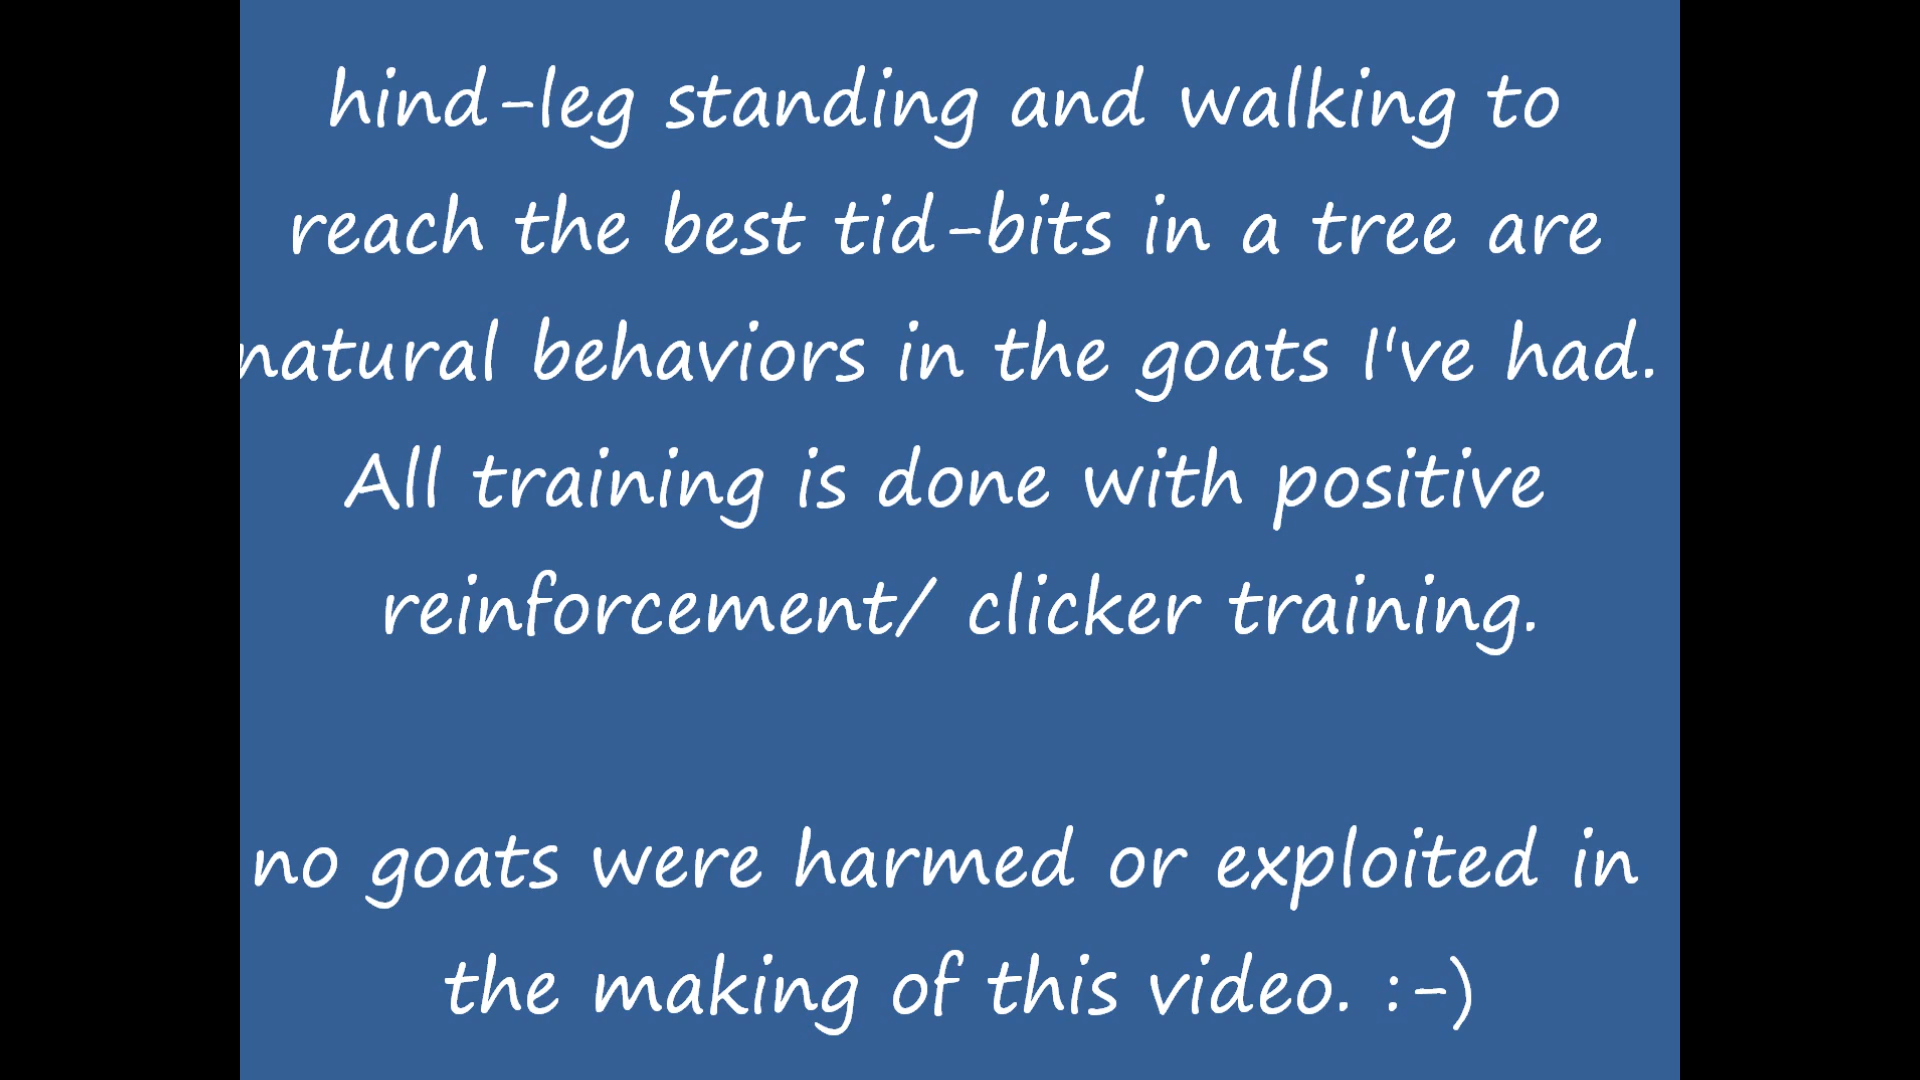 hind-leg standing and walking to
reach the best tid-bits in a tree are
natural behaviors in the goats I've had.
All training is done with positive
reinforcement/ clicker training.
no goats were harmed or exploited in
the making of this video. :-)